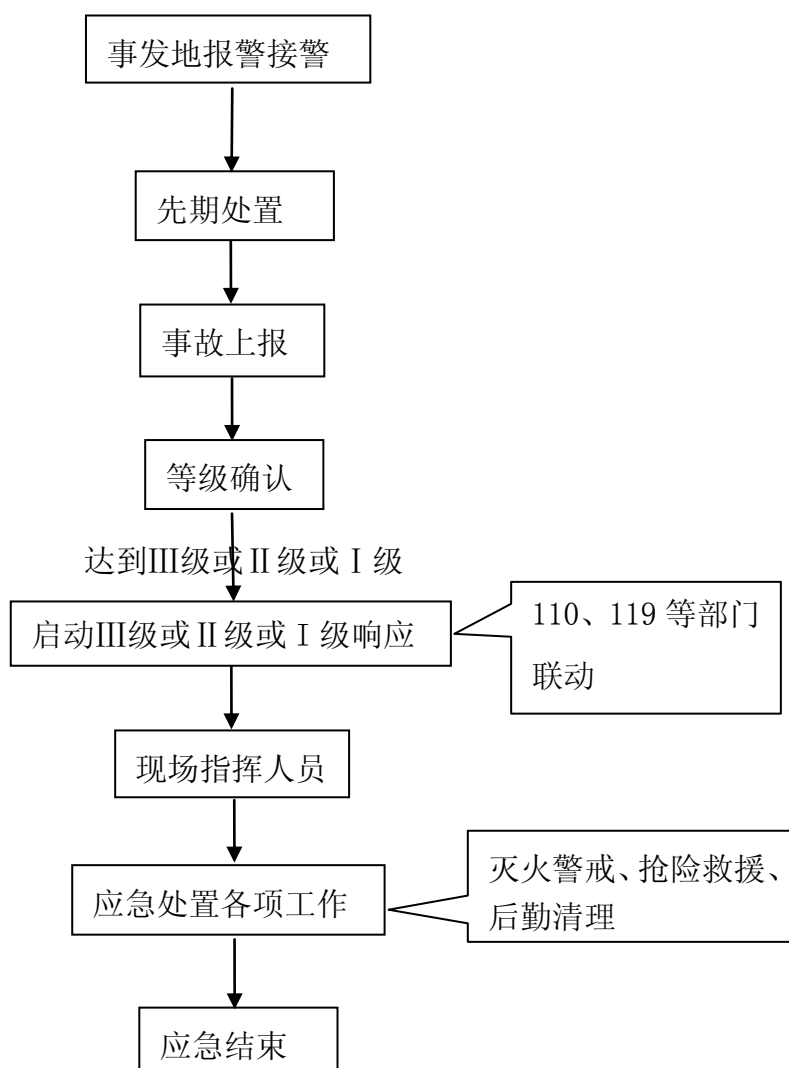 事发地报警接警
先期处置
事故上报
等级确认
达到Ⅲ级或Ⅱ级或Ⅰ级
启动Ⅲ级或Ⅱ级或Ⅰ级响应
110、119 等部门
联动
现场指挥人员
应急处置各项工作
灭火警戒、抢险救援、
后勤清理
应急结束